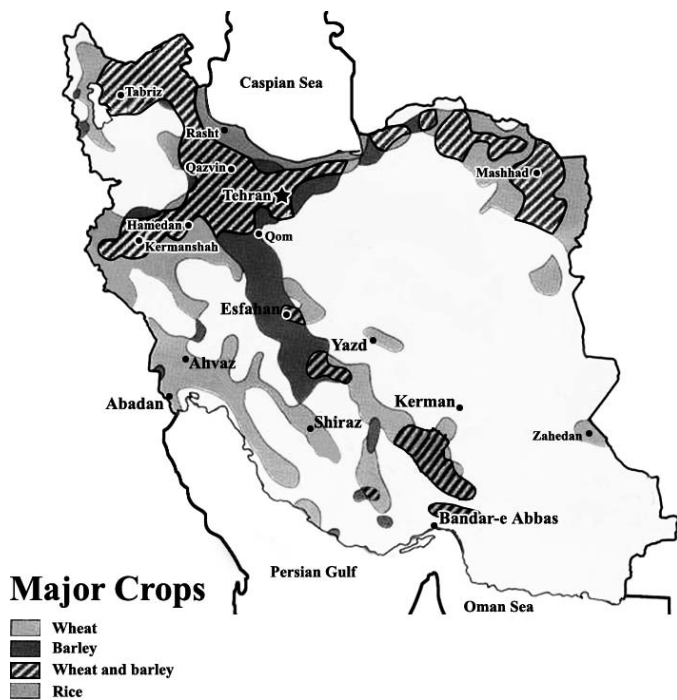 Caspian Sea
Tabriz
Rasht
Qazvin
Tehran
Mashhad
Hamedan
Qom
Kermanshah
Esfahan
Yazd
Ahvaz
Abadan
Kerman
Shiraz
Zahedan
Bandar-e Abbas
Persian Gulf
Oman Sea
Major Crops
Wheat
Barley
Wheat and barley
Rice